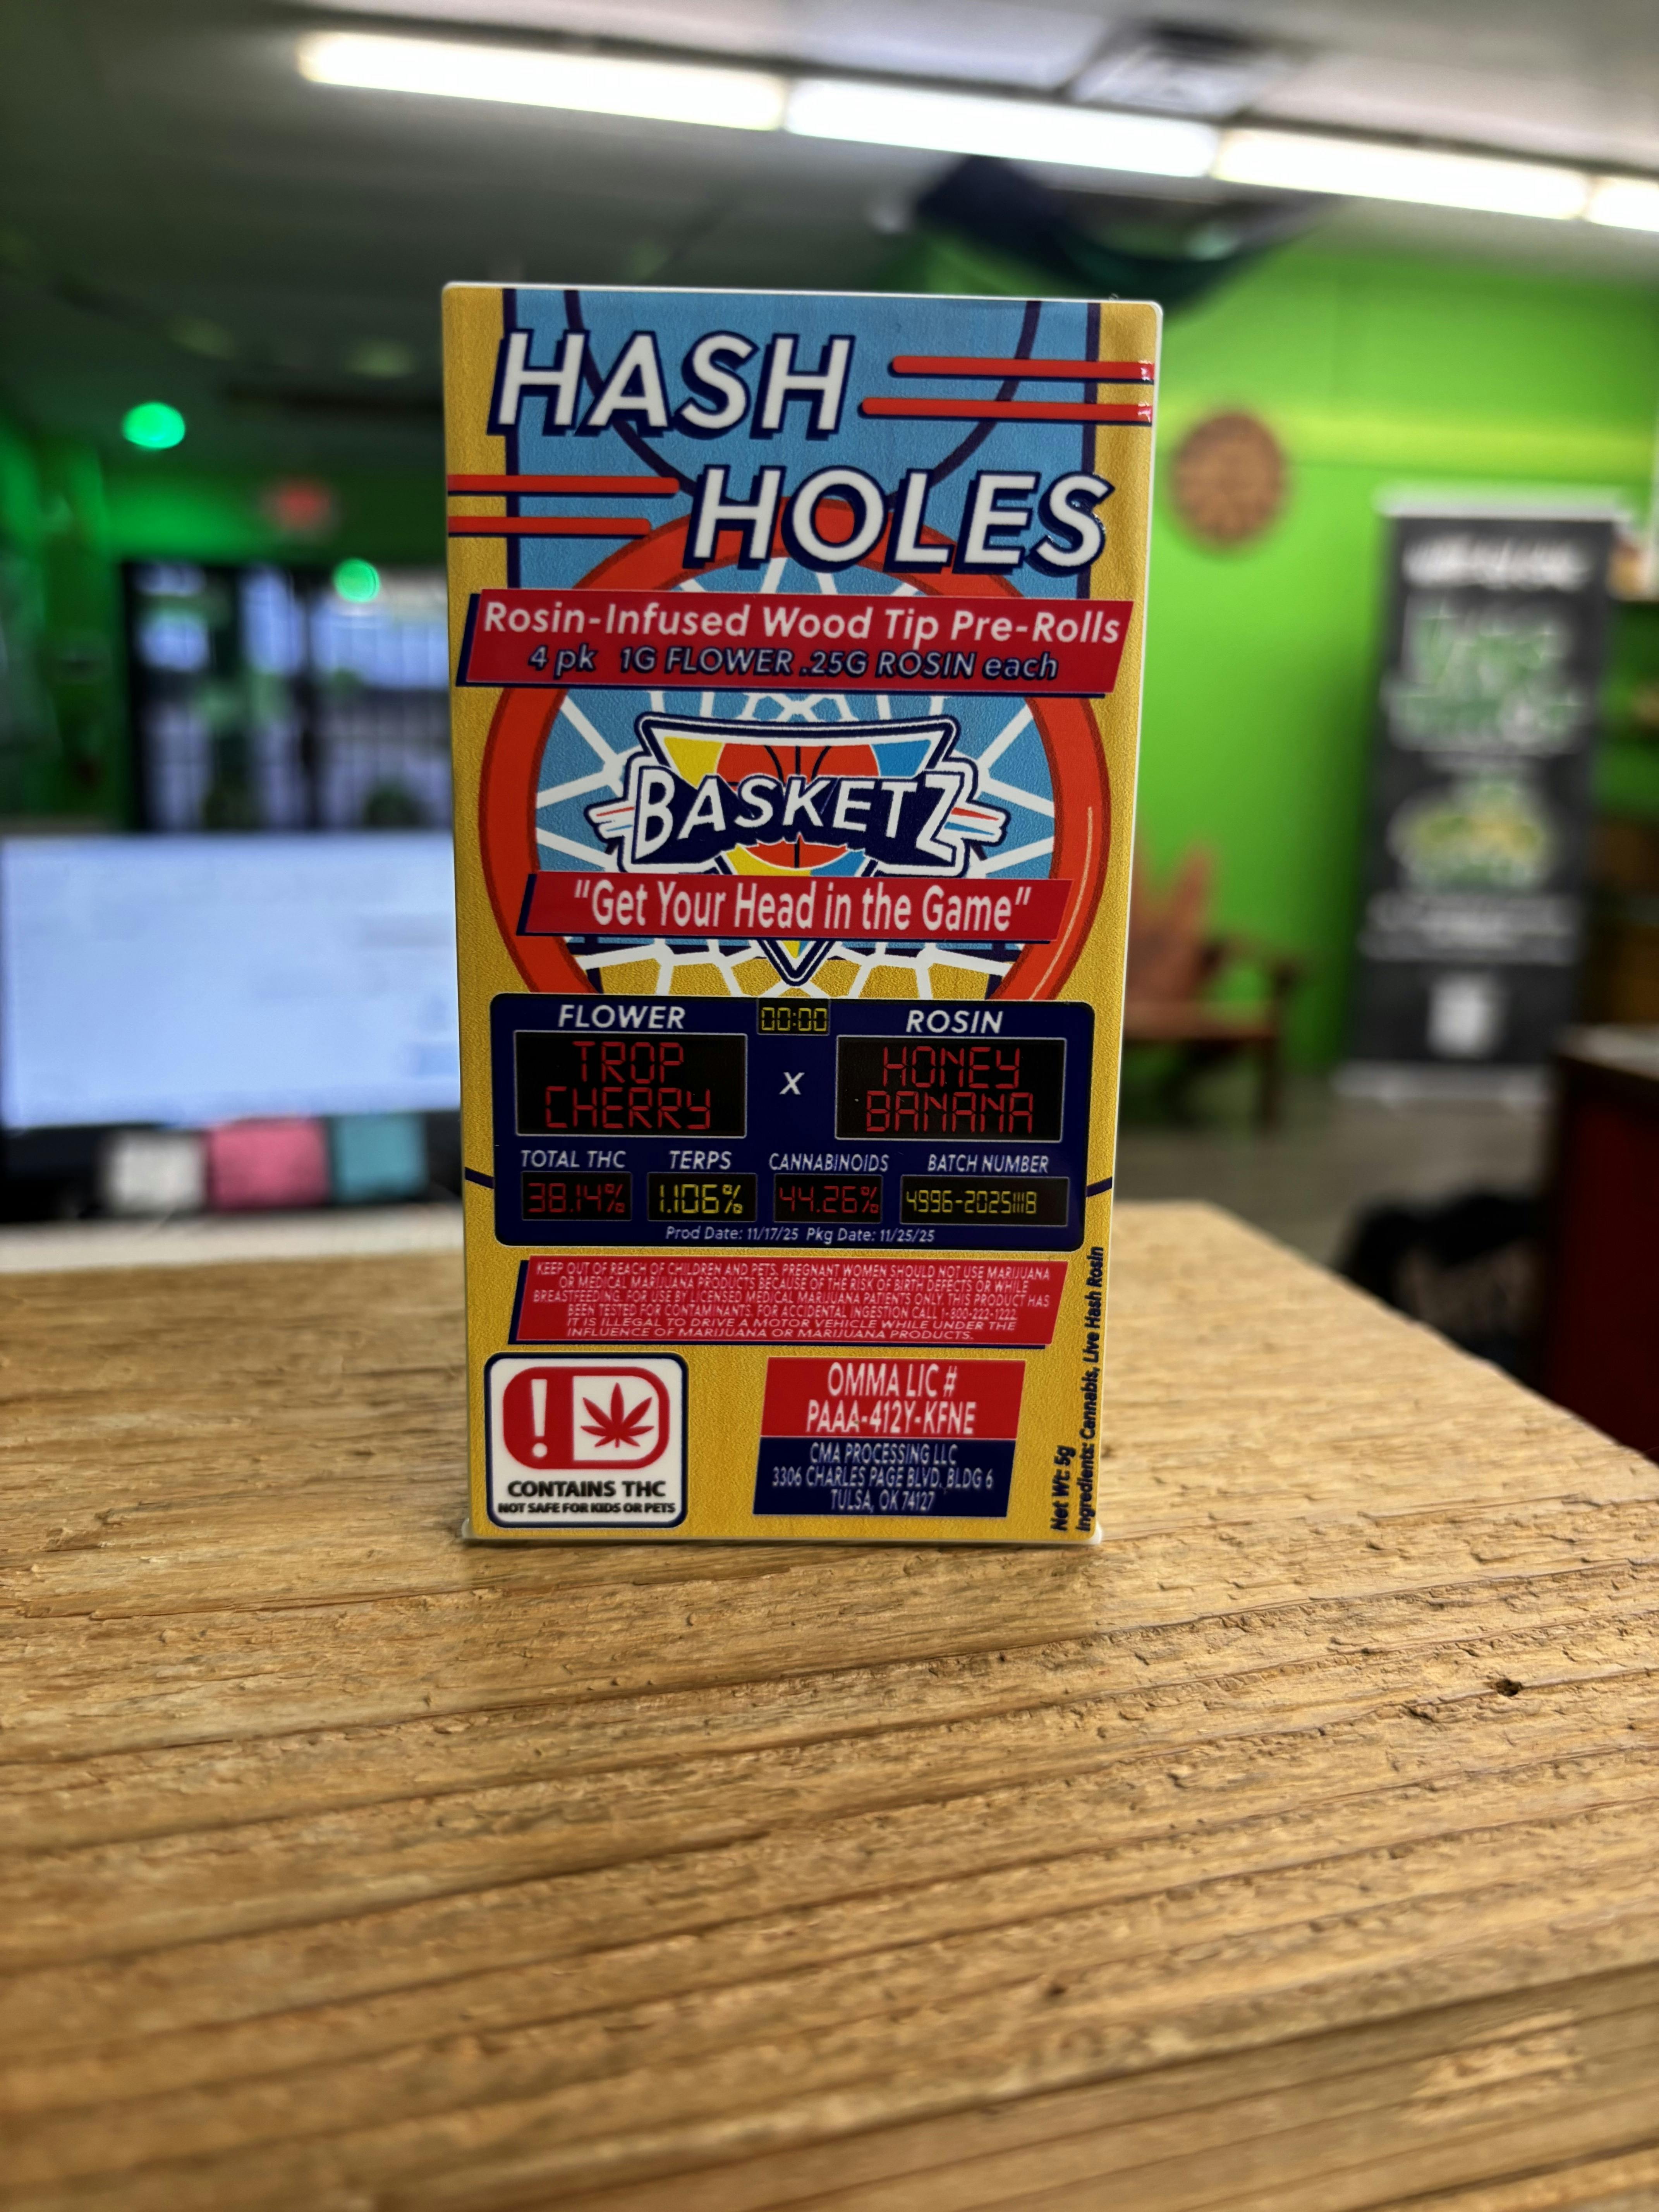 HASH
HOLES
Rosin-Infused Wood Tip Pre-Rolls
4 pk 1G FLOWER .25G ROSIN each
BASKETZ
"Get Your Head in the Game"
FLOWER 00:00 ROSIN
TROP
CHERRY
x
HONEY
BANANA
TOTAL THC TERPS CANNABINOIDS BATCH NUMBER
38.14% 1.106% 44.26% 4996-20251118
Prod Date: 11/17/25 Pkg Date: 11/25/25
KEEP OUT OF REACH OF CHILDREN AND PETS. PREGNANT WOMEN SHOULD NOT USE MARIJUANA
OR MEDICAL MARIJUANA PRODUCTS BECAUSE OF THE RISK OF BIRTH DEFECTS OR WHILE
BREASTFEEDING. FOR USE BY LICENSED MEDICAL MARIJUANA PATIENTS ONLY. THIS PRODUCT HAS
BEEN TESTED FOR CONTAMINANTS. FOR ACCIDENTAL INGESTION CALL 1-800-222-1222.
IT IS ILLEGAL TO DRIVE A MOTOR VEHICLE WHILE UNDER THE
INFLUENCE OF MARIJUANA OR MARIJUANA PRODUCTS.
CONTAINS THC
NOT SAFE FOR KIDS OR PETS
OMMA LIC #
PAAA-412Y-KFNE
CMA PROCESSING LLC
3306 CHARLES PAGE BLVD. BLDG 6
TULSA, OK 74127
Net Wt: 5g
Ingredients: Cannabis, Live Hash Rosin